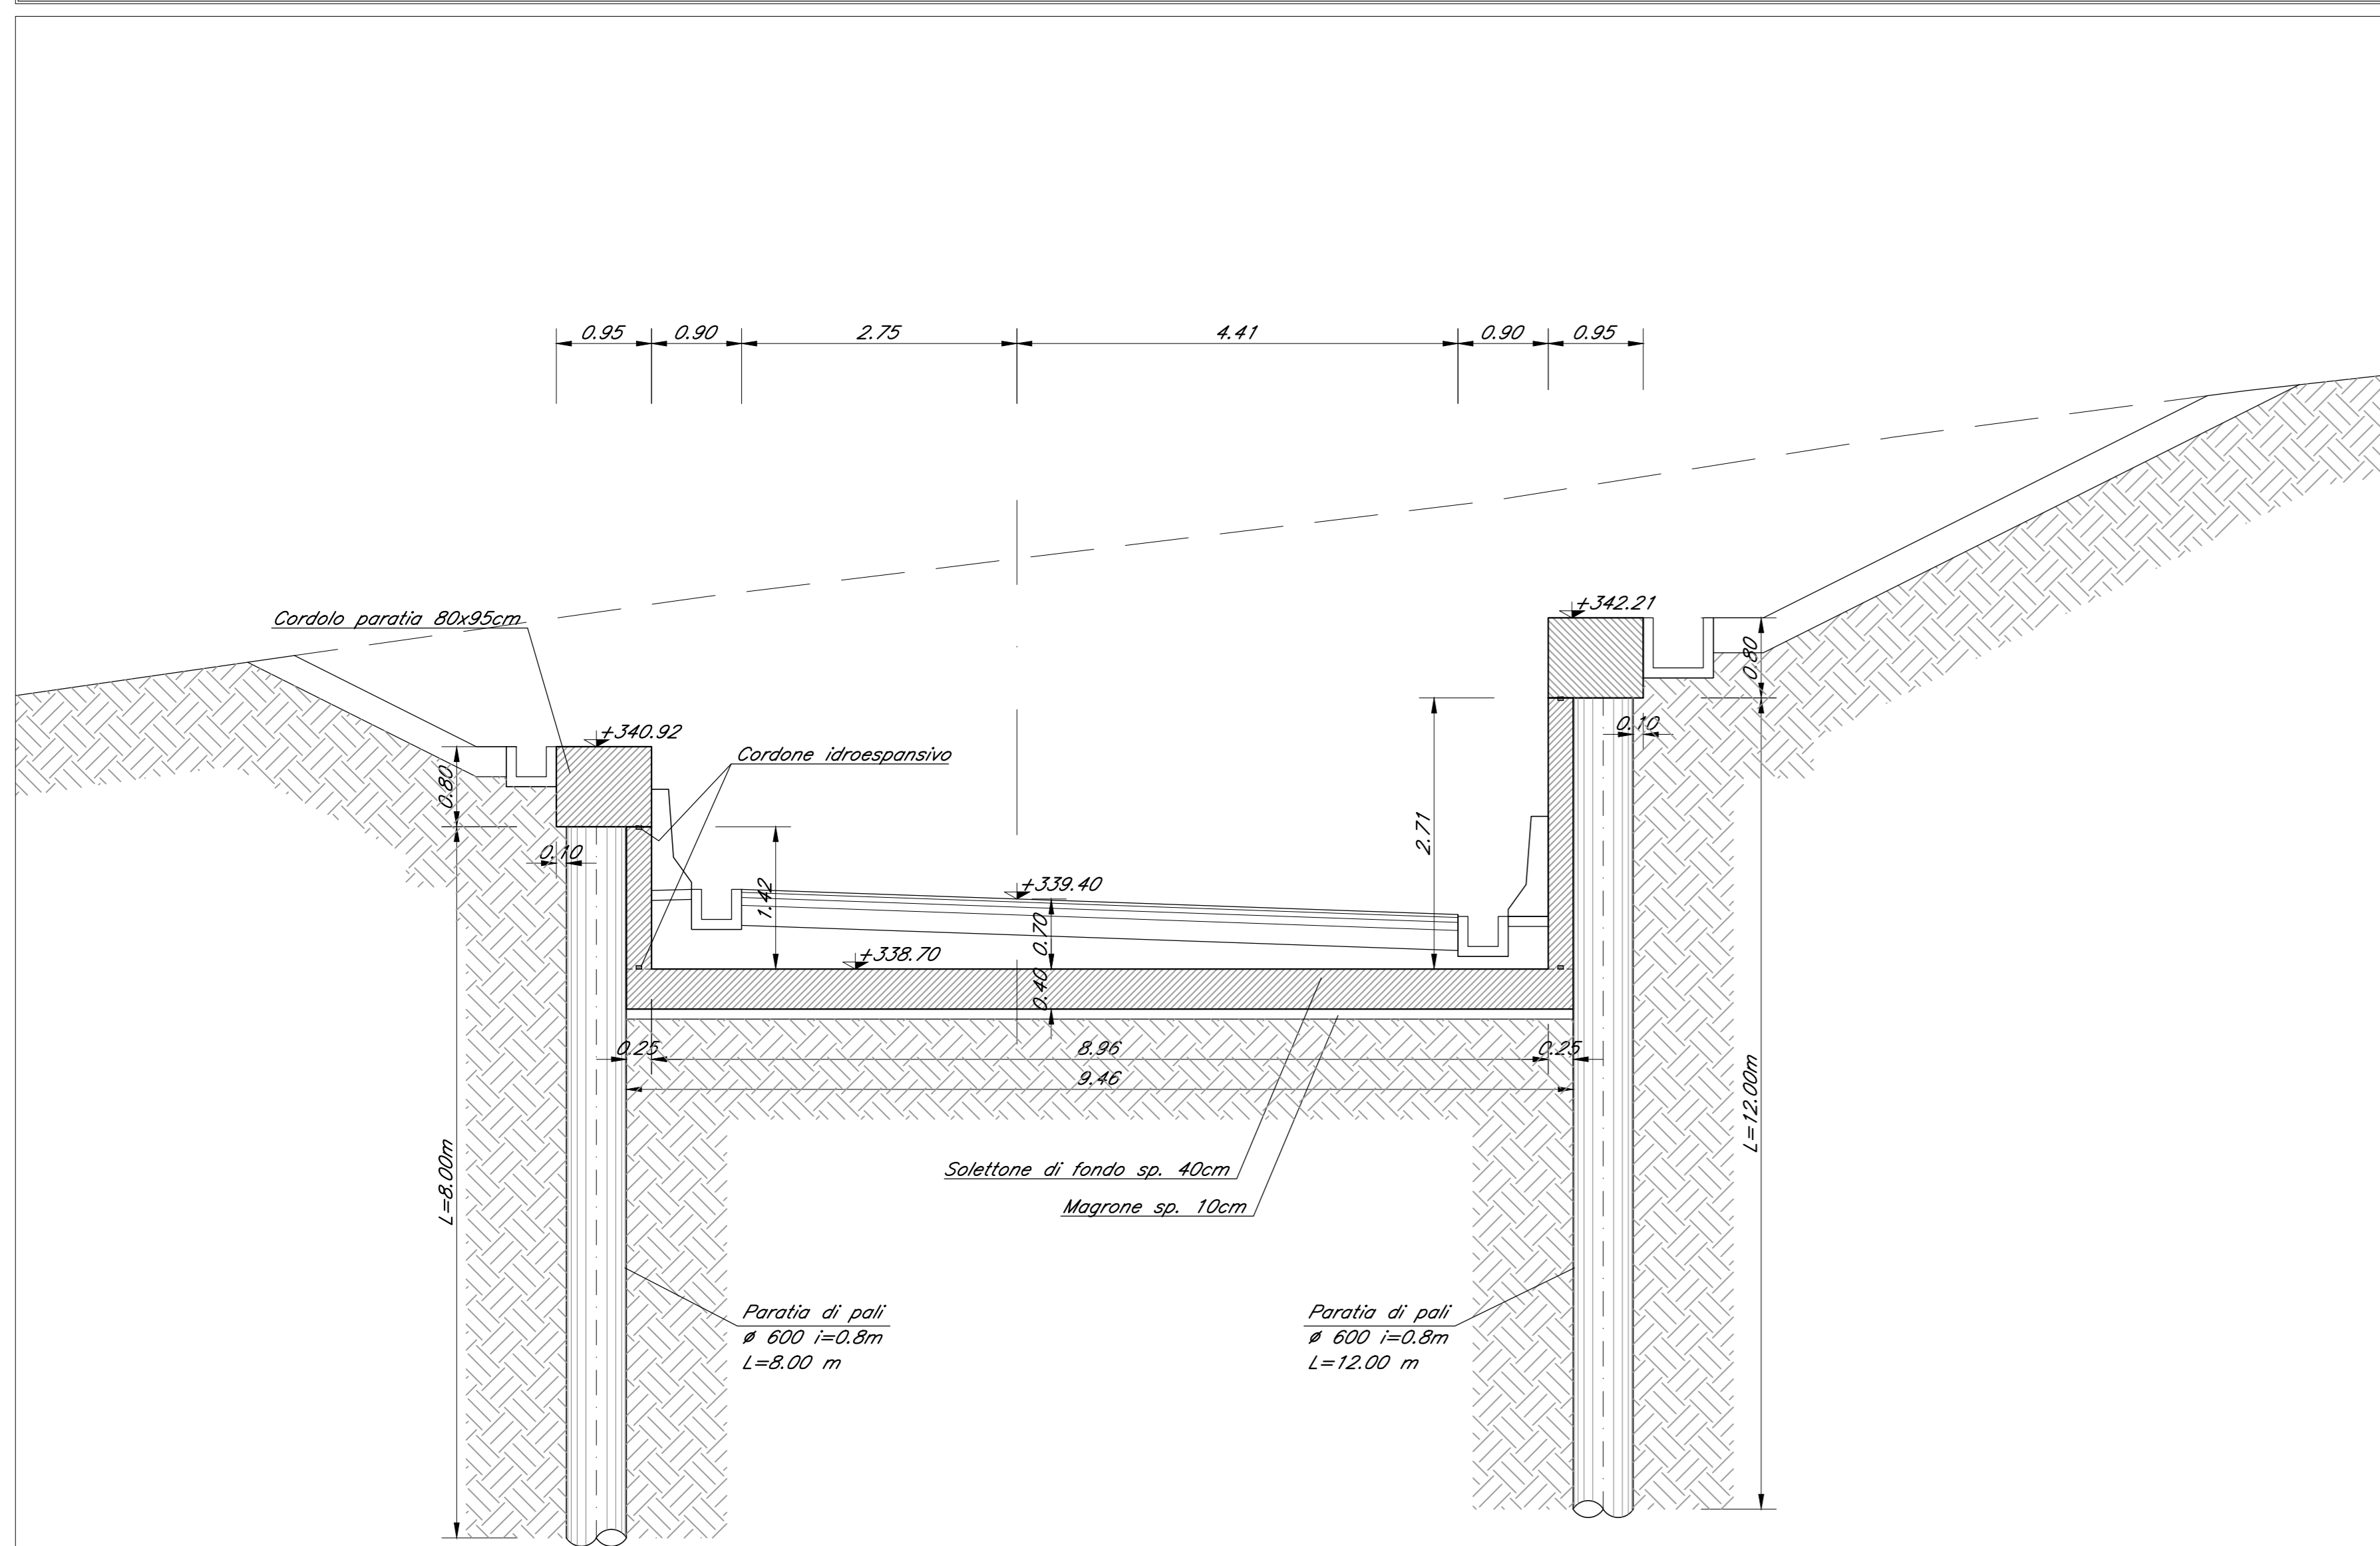 0.95 0.90 2.75 4.41 0.90 0.95
+342.21
Cordolo paratia 80x95cm
0.80
+340.92
0.10
Cordone idroespansivo
0.80
2.71
0.10
1.42
+339.40
0.70
+338.70
0.40
0.25 8.96 0.25
9.46
L=12.00m
L=8.00m
Solettone di fondo sp. 40cm
Magrone sp. 10cm
Paratia di pali
ø 600 i=0.8m
L=8.00 m
Paratia di pali
ø 600 i=0.8m
L=12.00 m